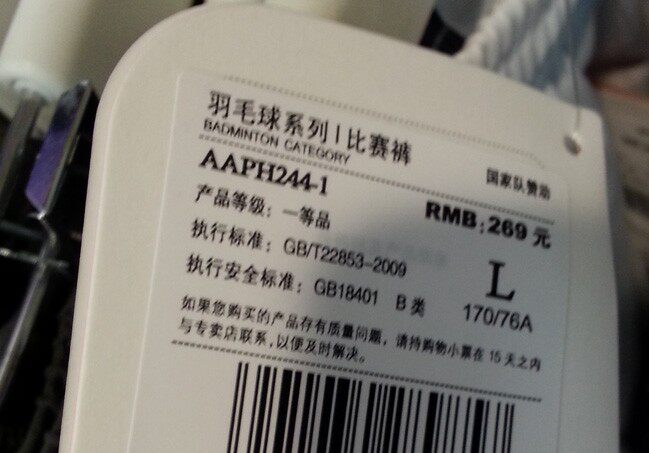 羽毛球系列 | 比赛裤
BADMINTON CATEGORY
国家队赞助
AAPH244-1
RMB:269 元
产品等级: 一等品
执行标准: GB/T22853-2009
L
执行安全标准: GB18401 B 类
170/76A
如果您购买的产品存有质量问题, 请持购物小票在 15 天之内
与专卖店联系,以便及时解决。